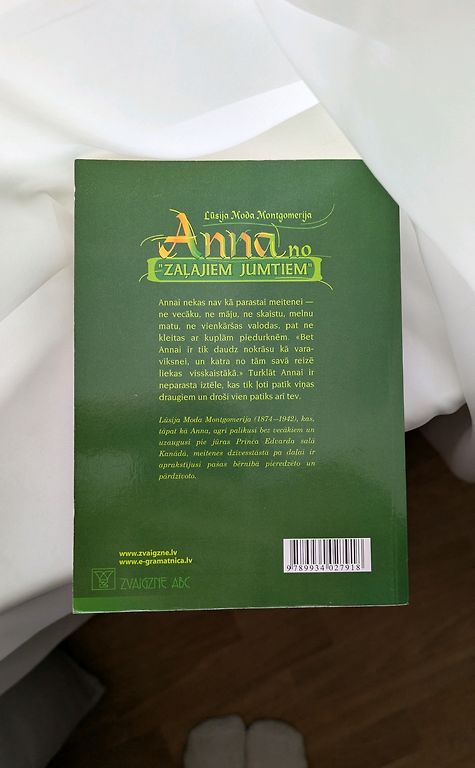 Lūsija Moda Montgomerija
Anna no
"ZAĻAJIEM JUMTIEM"
Annai nekas nav kā parastai meitenei —
ne vecāku, ne māju, ne skaistu, melnu
matu, ne vienkāršas valodas, pat ne
kleitas ar kuplām piedurknēm. «Bet
Annai ir tik daudz nokrāsu kā vara-
vīksnei, un katra no tām savā reizē
liekas visskaistākā.» Turklāt Annai ir
neparasta iztēle, kas tik ļoti patīk viņas
draugiem un droši vien patiks arī tev.
Lūsija Moda Montgomerija (1874—1942), kas,
tāpat kā Anna, agri palikusi bez vecākiem un
uzaugusi pie jūras Prinča Edvarda salā
Kanādā, meitenes dzīvesstāstā pa daļai ir
aprakstījusi pašas bērnībā pieredzēto un
pārdzīvoto.
www.zvaigzne.lv
www.e-gramatnica.lv
ZVAIGZNE ABC
9 789934 027918